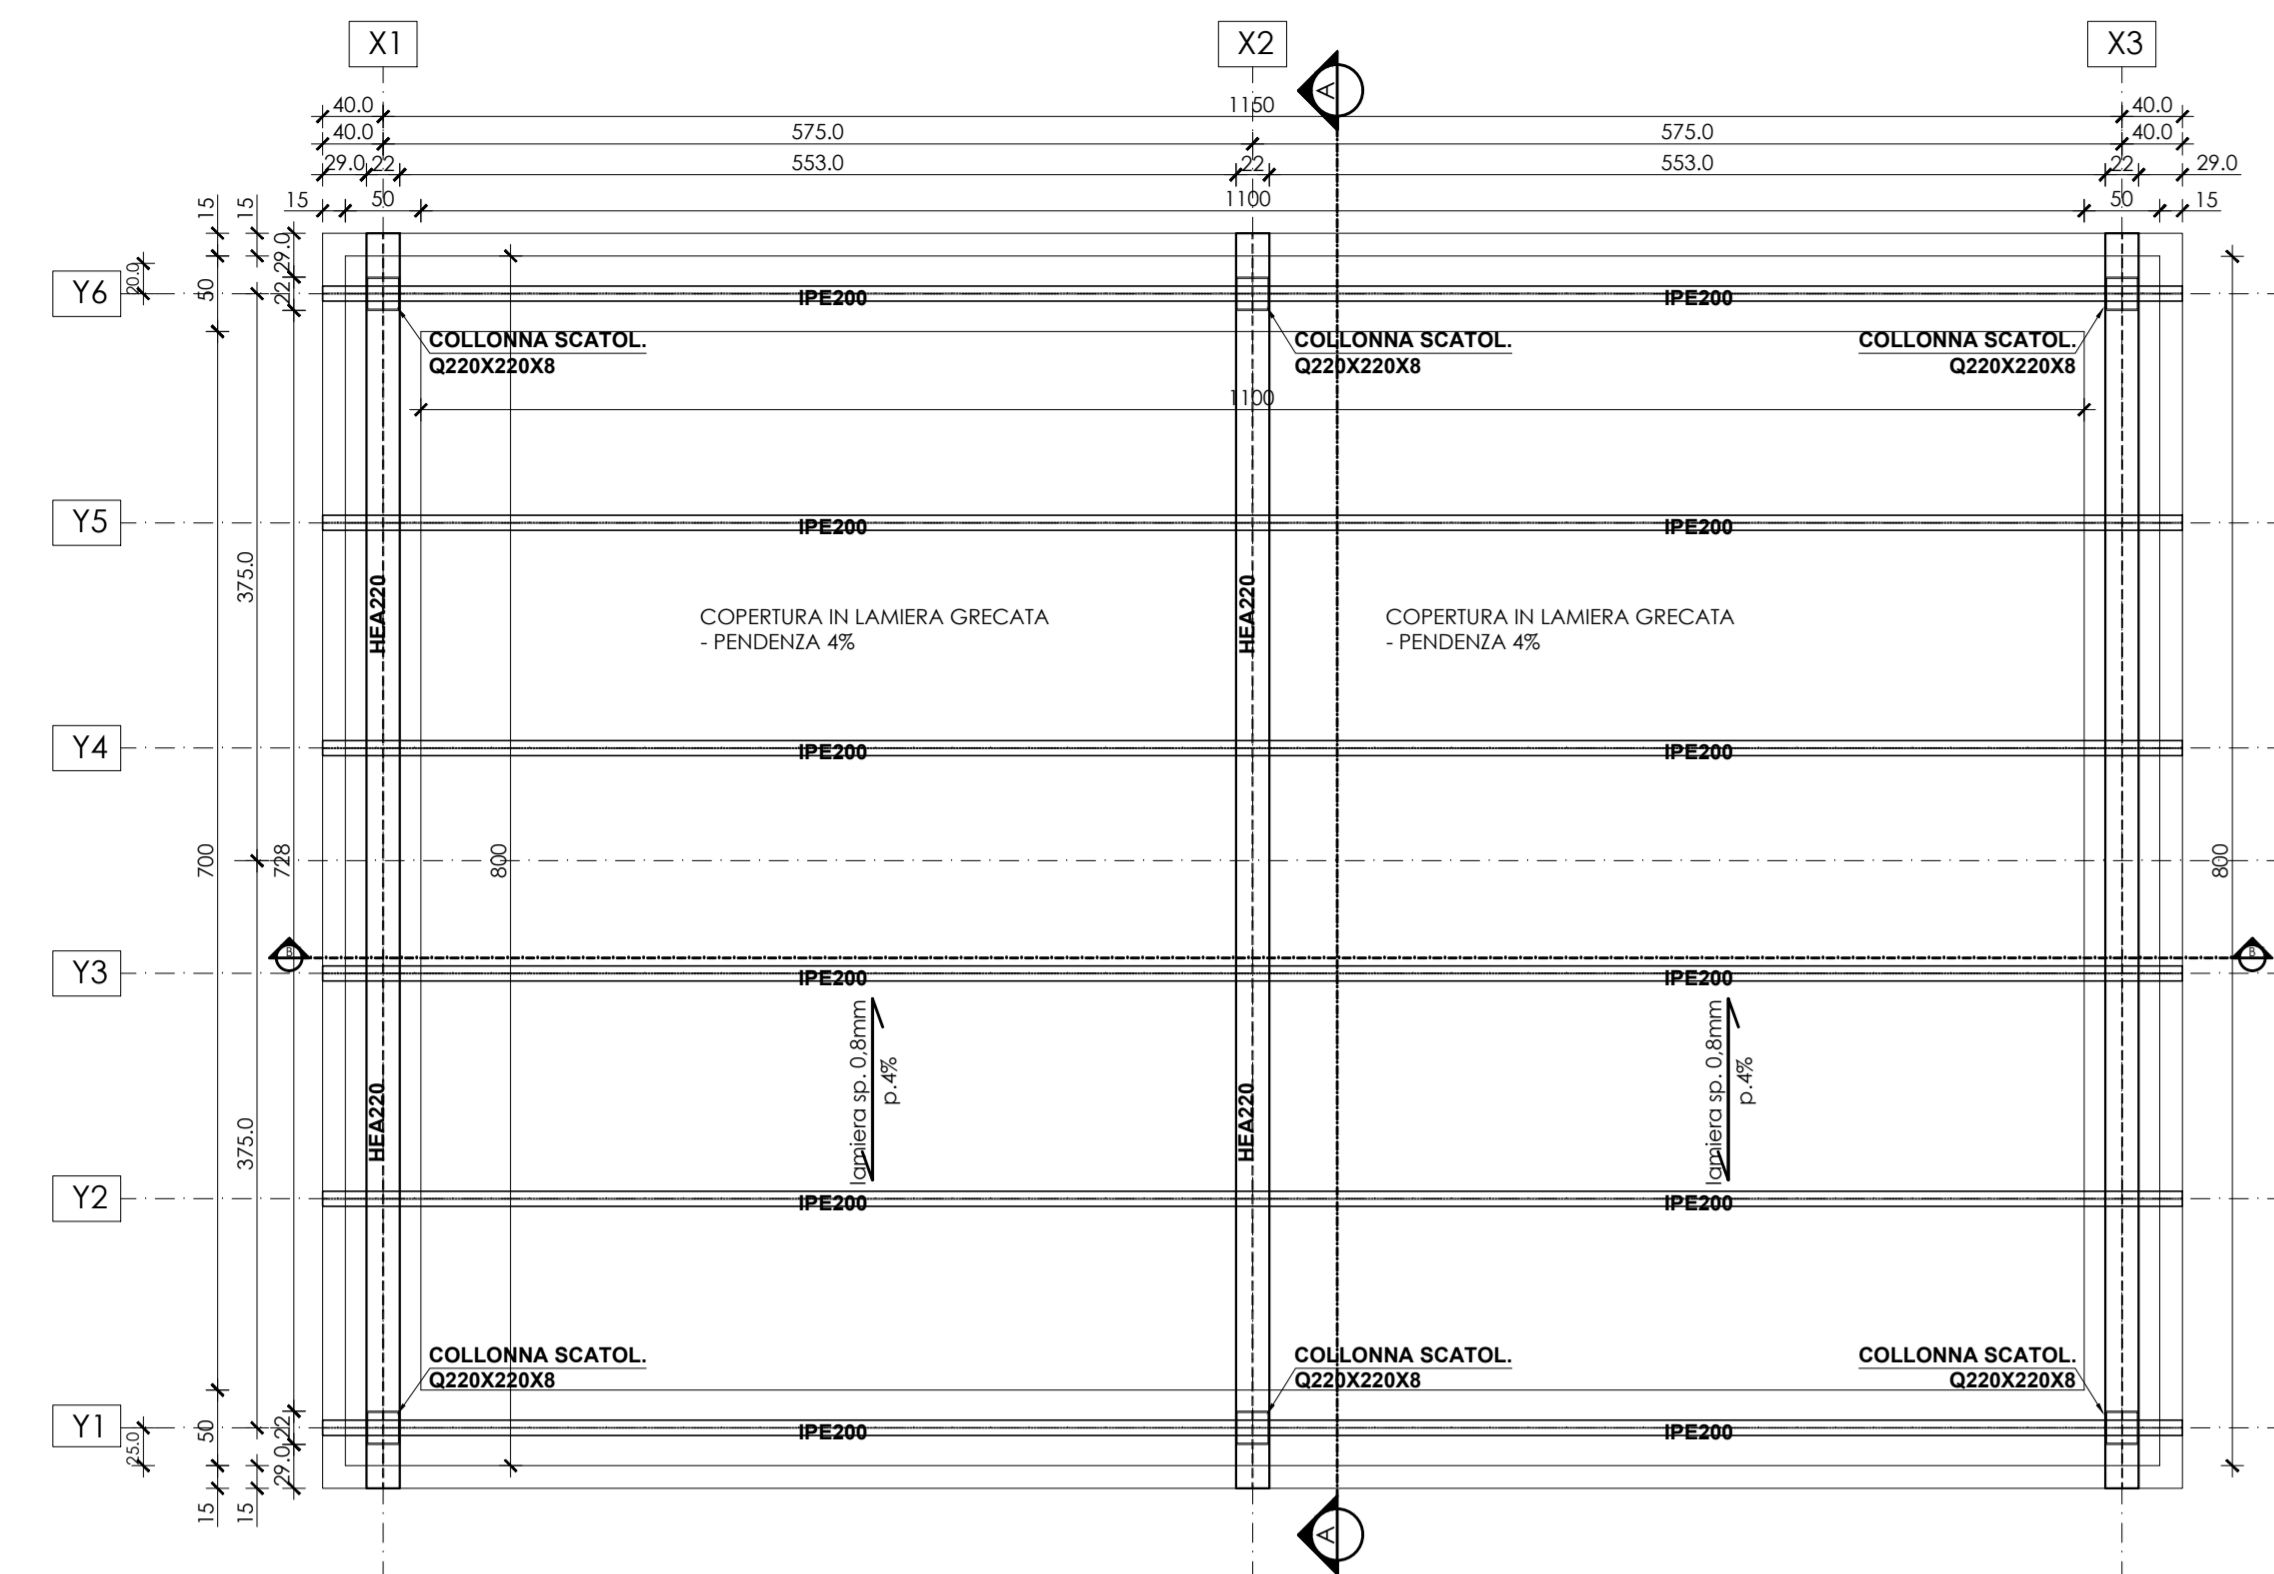 X1
X2
X3
A
40.0
1150
40.0
40.0
575.0
575.0
40.0
29.0
22
553.0
22
553.0
22
29.0
15
50
1100
50
15
15
15
29.0
Y6
20.0
50
22
IPE200
IPE200
COLLONNA SCATOL.
Q220X220X8
COLLONNA SCATOL.
Q220X220X8
COLLONNA SCATOL.
Q220X220X8
1100
Y5
IPE200
IPE200
375.0
HEA220
HEA220
COPERTURA IN LAMIERA GRECATA
- PENDENZA 4%
COPERTURA IN LAMIERA GRECATA
- PENDENZA 4%
Y4
IPE200
IPE200
700
728
800
800
B
B
Y3
IPE200
IPE200
lamiera sp. 0,8mm
p.4%
lamiera sp. 0,8mm
p.4%
375.0
HEA220
HEA220
Y2
IPE200
IPE200
COLLONNA SCATOL.
Q220X220X8
COLLONNA SCATOL.
Q220X220X8
COLLONNA SCATOL.
Q220X220X8
Y1
25.0
50
22
IPE200
IPE200
29.0
15
15
A